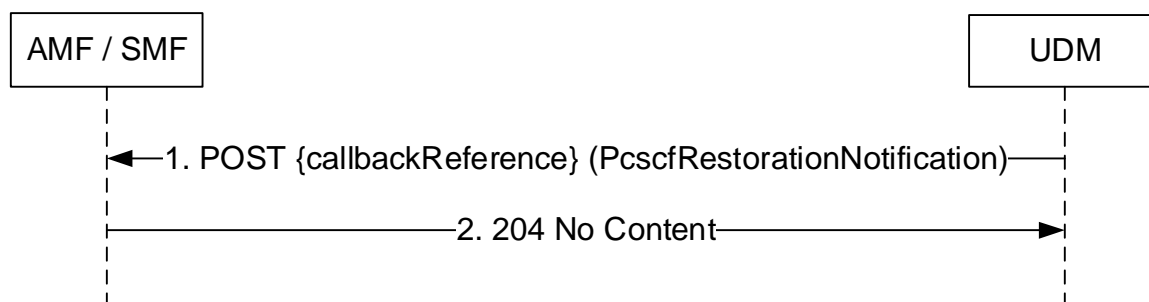 AMF / SMF
UDM
1. POST {callbackReference} (PcscfRestorationNotification)
2. 204 No Content